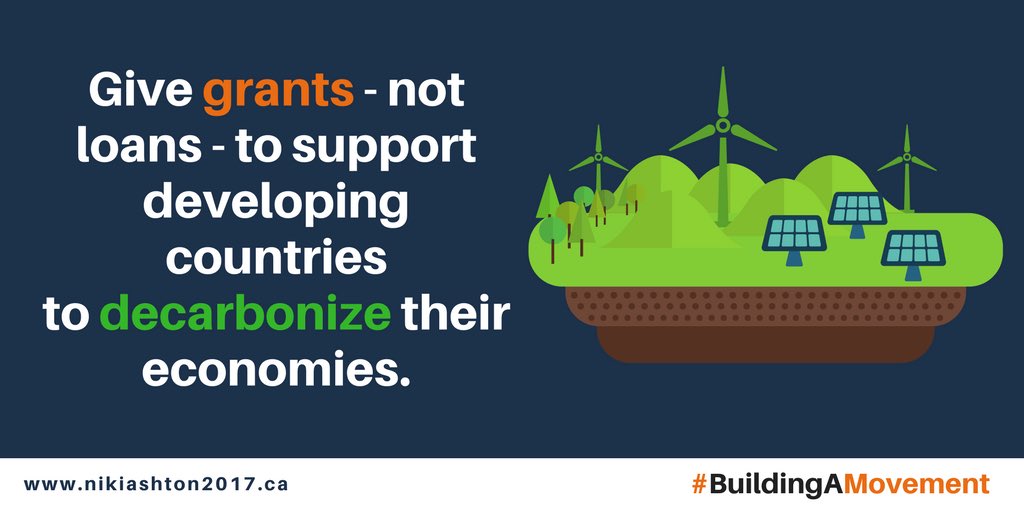 Give grants - not
loans - to support
developing
countries
to decarbonize their
economies.
www.nikiashton2017.ca
#BuildingAMovement